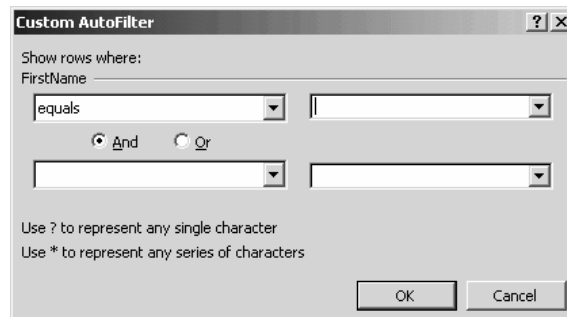 Custom AutoFilter
Show rows where:
FirstName
equals
And Or
Use ? to represent any single character
Use * to represent any series of characters
OK Cancel